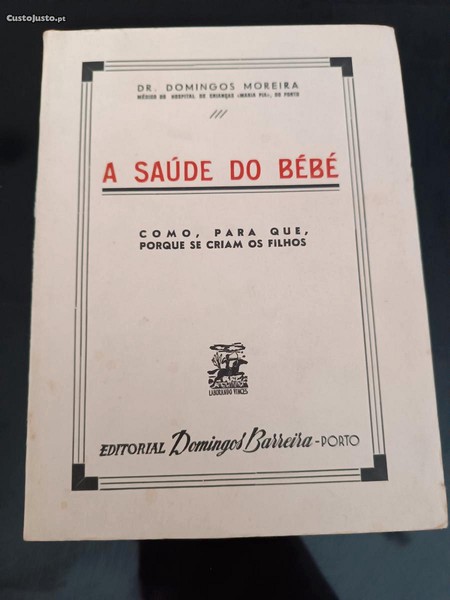 CustoJusto.pt
DR. DOMINGOS MOREIRA
MÉDICO DO HOSPITAL DE CRIANÇAS «MARIA PIA», DO PORTO
A SAÚDE DO BÉBÉ
COMO, PARA QUE,
PORQUE SE CRIAM OS FILHOS
LABORANDO VINCES
EDITORIAL Domingos Barreira - PORTO